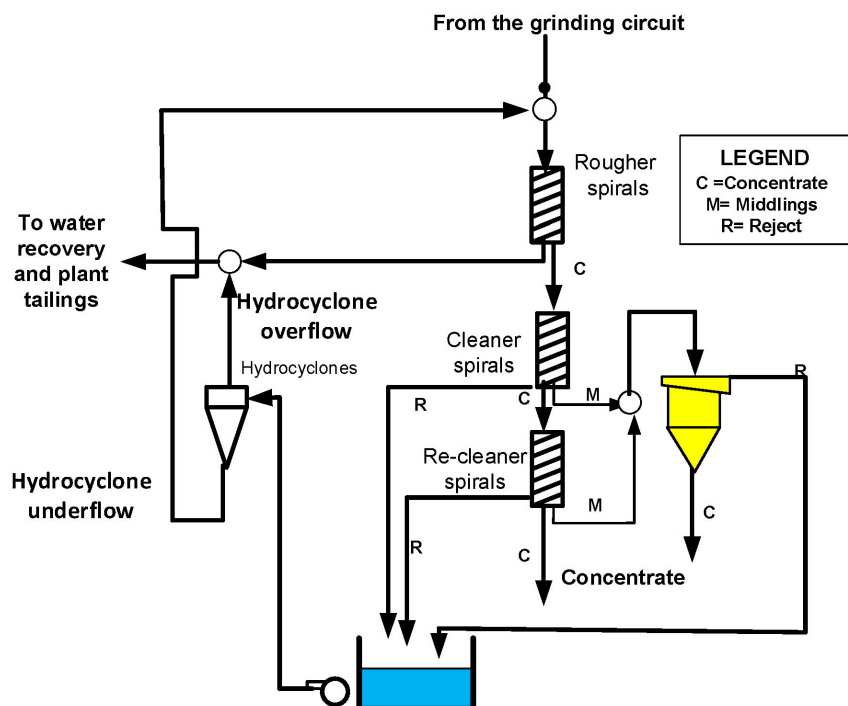 From the grinding circuit
Rougher
spirals
LEGEND
C =Concentrate
M= Middlings
R= Reject
To water
recovery
and plant
tailings
C
Hydrocyclone
overflow
Hydrocyclones
Cleaner
spirals
R
R
C
M
Re-cleaner
spirals
Hydrocyclone
underflow
M
C
R
C
Concentrate